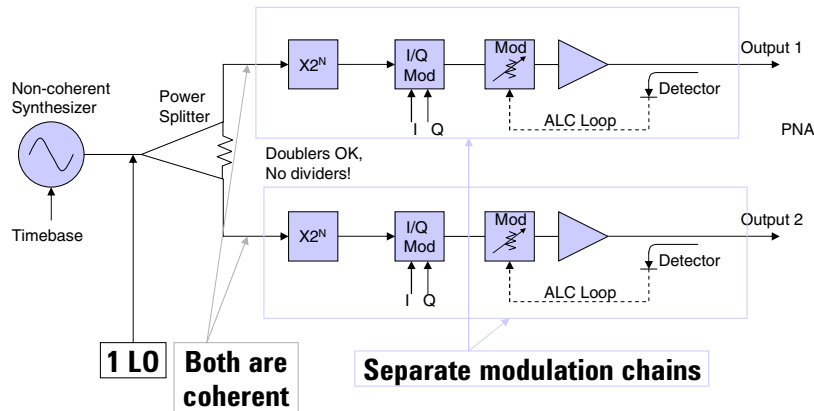 Non-coherent
Synthesizer
Timebase
Power
Splitter
X2ᴺ
I/Q
Mod
I Q
Mod
ALC Loop
Detector
Output 1
PNA
Doublers OK,
No dividers!
X2ᴺ
I/Q
Mod
I Q
Mod
ALC Loop
Detector
Output 2
1 LO
Both are
coherent
Separate modulation chains